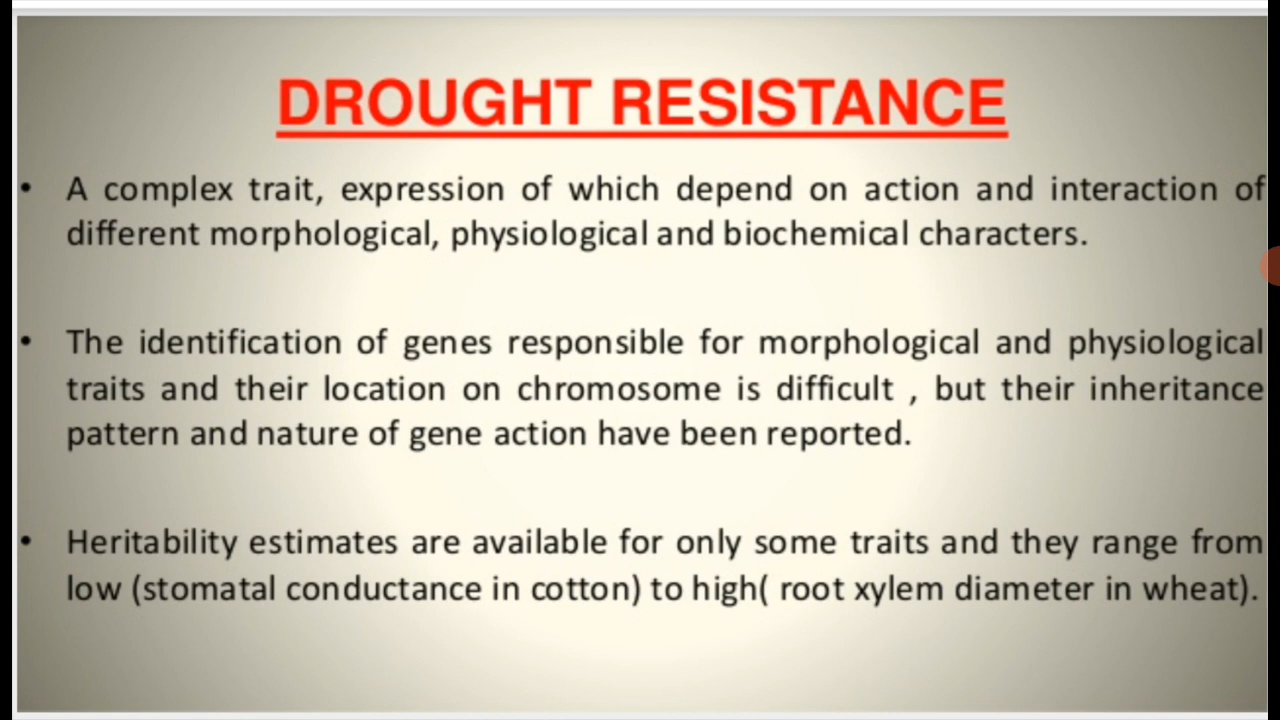 DROUGHT RESISTANCE
• A complex trait, expression of which depend on action and interaction of
different morphological, physiological and biochemical characters.
• The identification of genes responsible for morphological and physiological
traits and their location on chromosome is difficult , but their inheritance
pattern and nature of gene action have been reported.
• Heritability estimates are available for only some traits and they range from
low (stomatal conductance in cotton) to high( root xylem diameter in wheat).